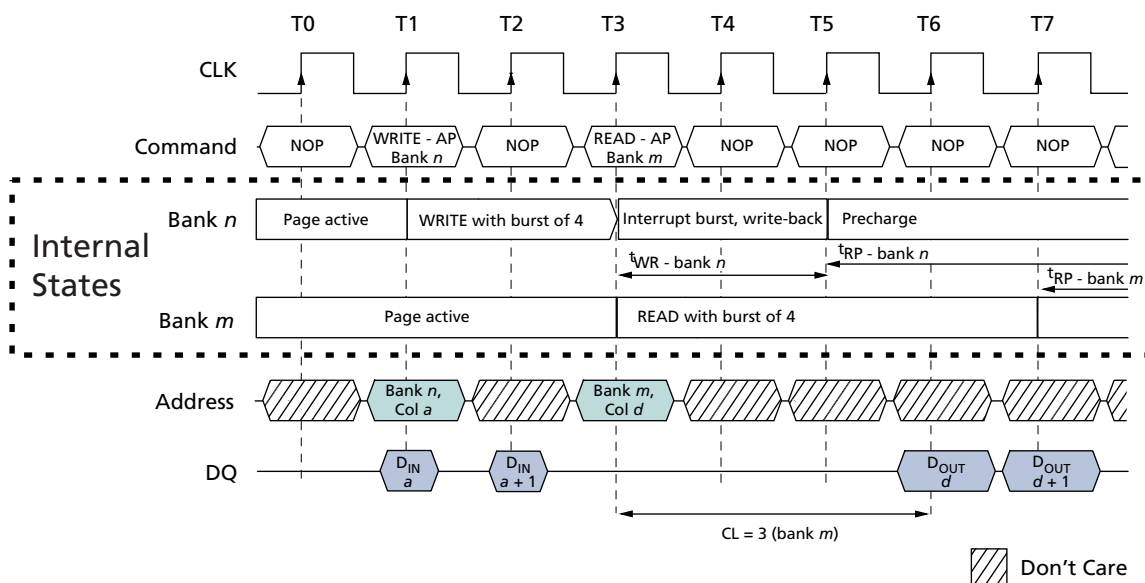 T0 T1 T2 T3 T4 T5 T6 T7
CLK
Command NOP WRITE - AP Bank n NOP READ - AP Bank m NOP NOP NOP NOP
Internal States
Bank n Page active WRITE with burst of 4 Interrupt burst, write-back Precharge
tWR - bank n tRP - bank n
tRP - bank m
Bank m Page active READ with burst of 4
Address Bank n, Col a Bank m, Col d
DQ DIN a DIN a + 1 DOUT d DOUT d + 1
CL = 3 (bank m)
Don't Care